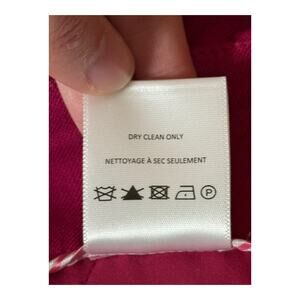 DRY CLEAN ONLY
NETTOYAGE À SEC SEULEMENT
P